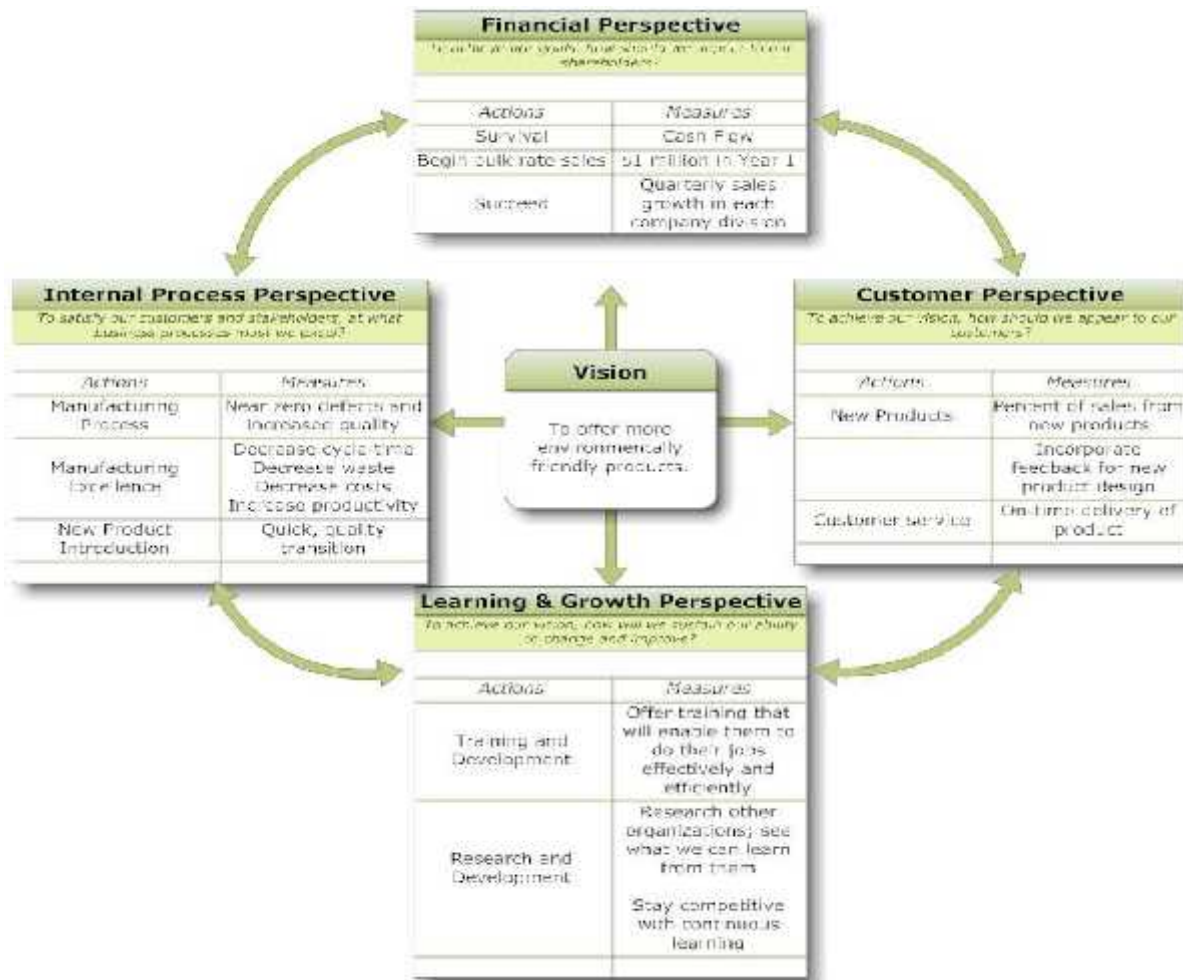 Financial Perspective
shareholders?
Actions Measures
Survival Cash Flow
Begin bulk rate sales $1 million in Year 1
Succeed Quarterly sales
growth in each
company division
Internal Process Perspective
To satisfy our customers and stakeholders, at what
business processes must we excel?
Actions Measures
Manufacturing
Process
Near zero defects and
Increased quality
Manufacturing
Excellence
Decrease cycle time
Decrease waste
Decrease costs
Increase productivity
New Product
Introduction
Quick, quality
transition
Vision
To offer more
environmentally
friendly products.
Customer Perspective
To achieve our vision, how should we appear to our
customers?
Actions Measures
New Products
Percent of sales from
new products
Incorporate
feedback for new
product design
Customer service
On-time delivery of
product
Learning & Growth Perspective
To achieve our vision, how will we sustain our ability
to change and improve?
Actions Measures
Training and
Development
Offer training that
will enable them to
do their jobs
effectively and
efficiently
Research and
Development
Research other
organizations; see
what we can learn
from them
Stay competitive
with continuous
learning